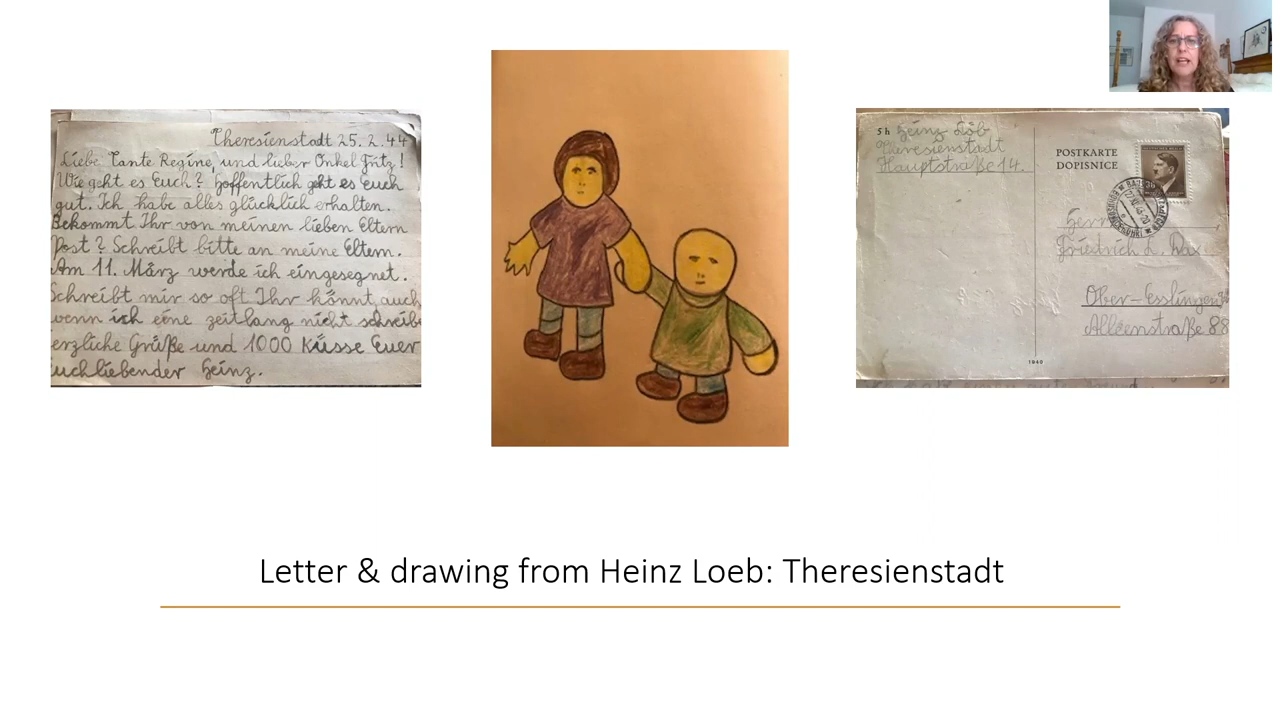 Theresienstadt 25.2.44
Liebe Tante Regine, und lieber Onkel Fritz!
Wie geht es Euch? Hoffentlich geht es Euch
gut. Ich habe alles glücklich erhalten.
Bekommt Ihr von meinen lieben Eltern
Post? Schreibt bitte an meine Eltern.
Am 11. März werde ich eingesegnet.
Schreibt mir so oft Ihr könnt, auch
wenn ich eine zeitlang nicht schreibe
erzliche Grüße und 1000 Küsse Euer
uchliebender Heinz.
5h Heinz Löb
Theresienstadt
Hauptstraße 14.
POSTKARTE
DOPISNICE
Herrn
Friedrich L.
Ober-Esslingen
Alleenstraße 88
1940
Letter & drawing from Heinz Loeb: Theresienstadt